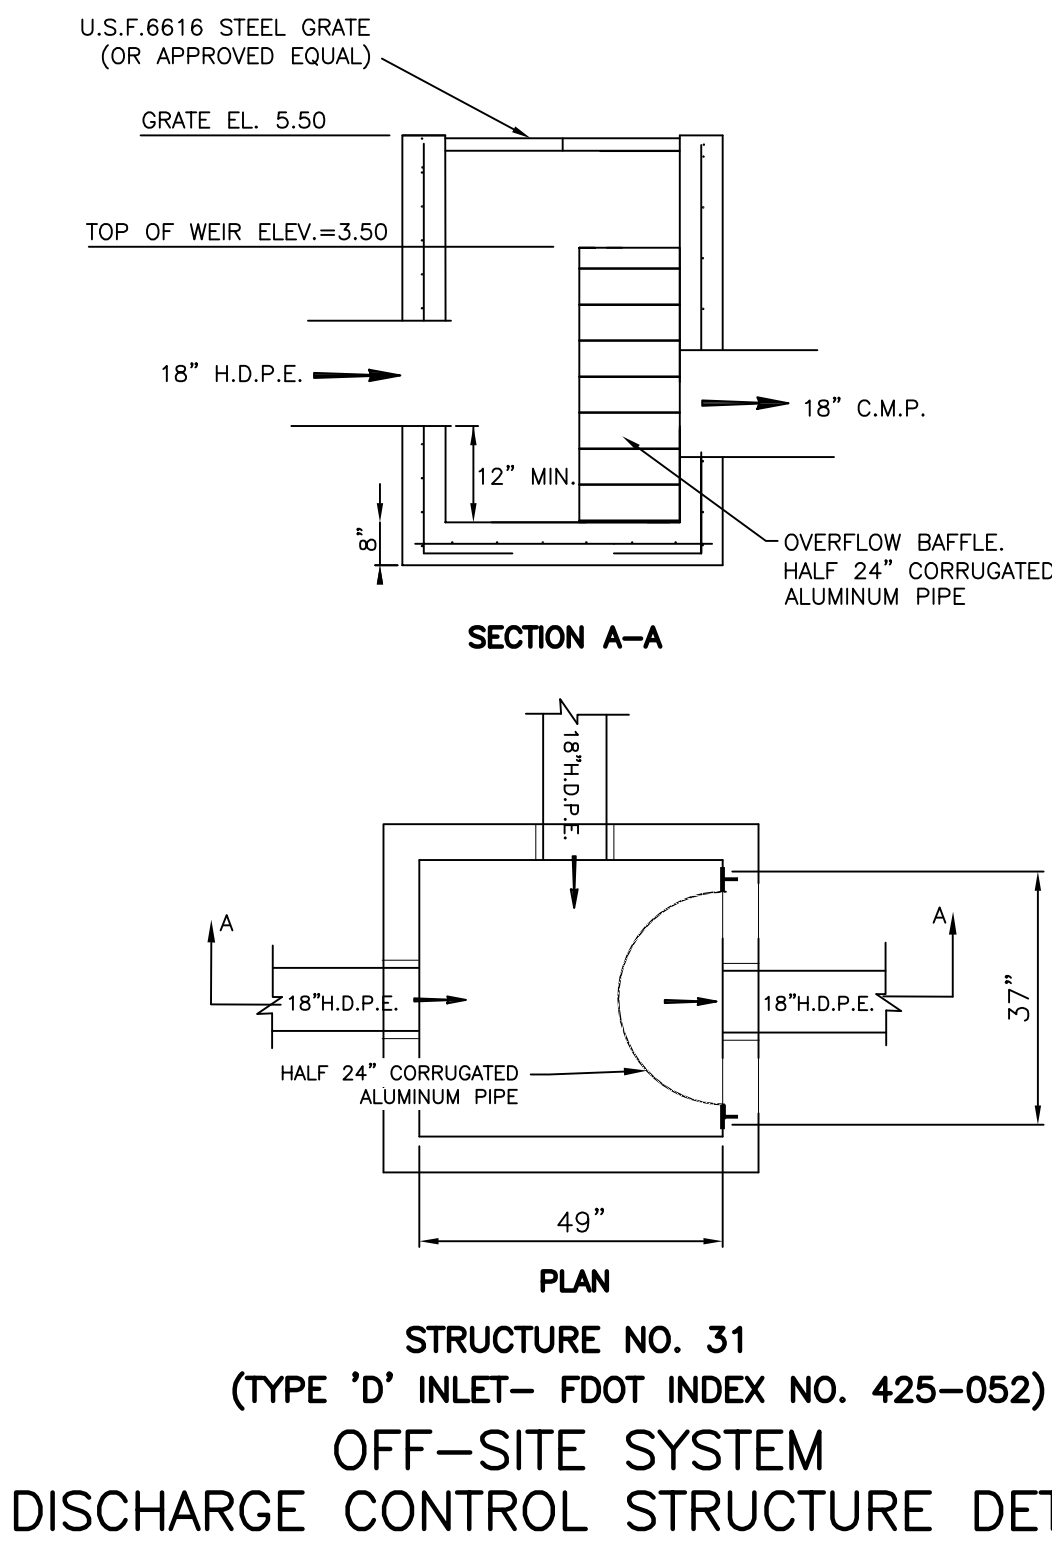 U.S.F.6616 STEEL GRATE
(OR APPROVED EQUAL)
GRATE EL. 5.50
TOP OF WEIR ELEV.=3.50
18" H.D.P.E.
18" C.M.P.
12" MIN.
8"
OVERFLOW BAFFLE.
HALF 24" CORRUGATED
ALUMINUM PIPE
SECTION A-A
18"H.D.P.E.
A
A
18"H.D.P.E.
18"H.D.P.E.
37"
HALF 24" CORRUGATED
ALUMINUM PIPE
49"
PLAN
STRUCTURE NO. 31
(TYPE 'D' INLET- FDOT INDEX NO. 425-052)
OFF-SITE SYSTEM
DISCHARGE CONTROL STRUCTURE DET